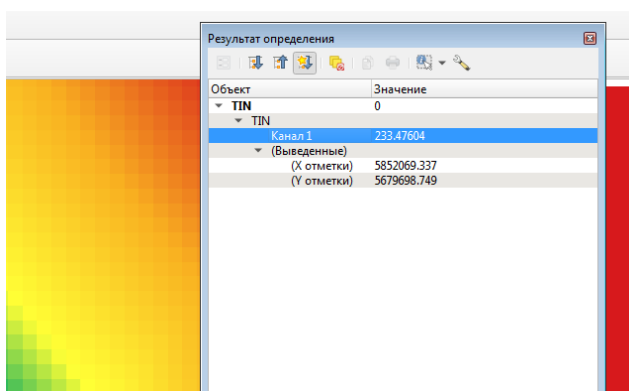 Результат определения
Объект Значение
TIN 0
TIN
Канал 1 233.47604
(Выведенные)
(X отметки) 5852069.337
(Y отметки) 5679698.749